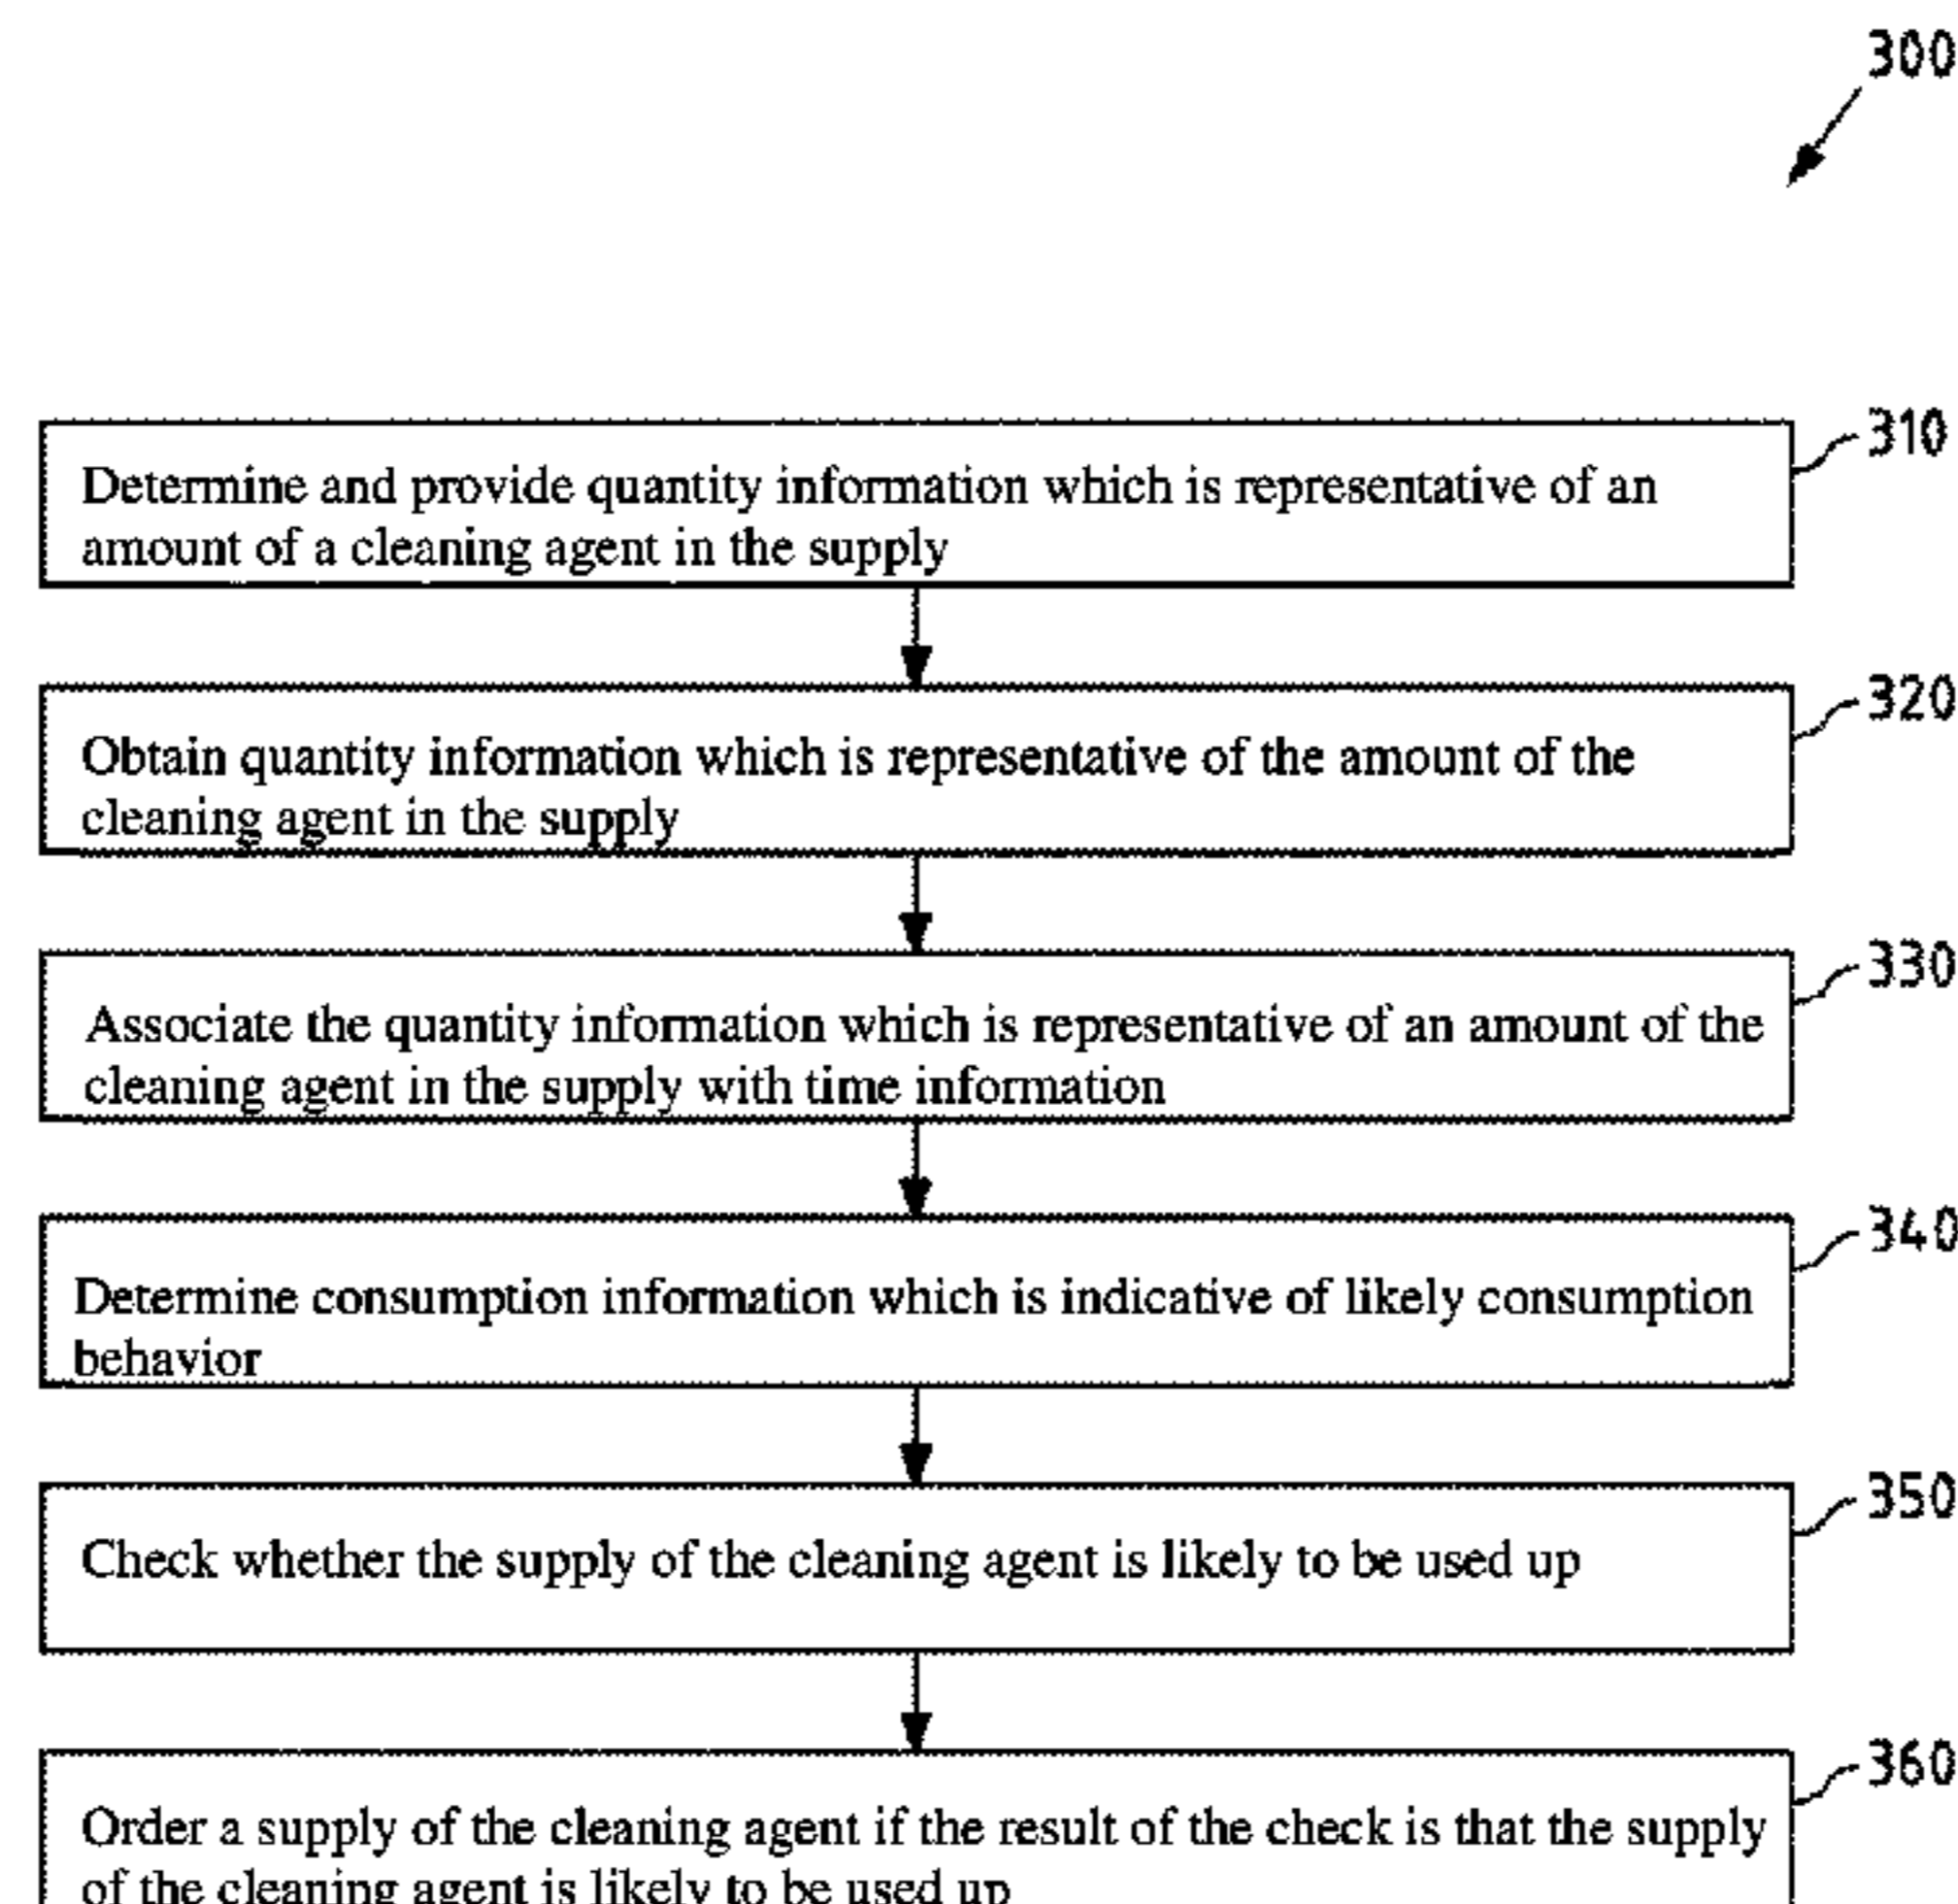 300
310
Determine and provide quantity information which is representative of an
amount of a cleaning agent in the supply
320
Obtain quantity information which is representative of the amount of the
cleaning agent in the supply
330
Associate the quantity information which is representative of an amount of the
cleaning agent in the supply with time information
340
Determine consumption information which is indicative of likely consumption
behavior
350
Check whether the supply of the cleaning agent is likely to be used up
360
Order a supply of the cleaning agent if the result of the check is that the supply
of the cleaning agent is likely to be used up